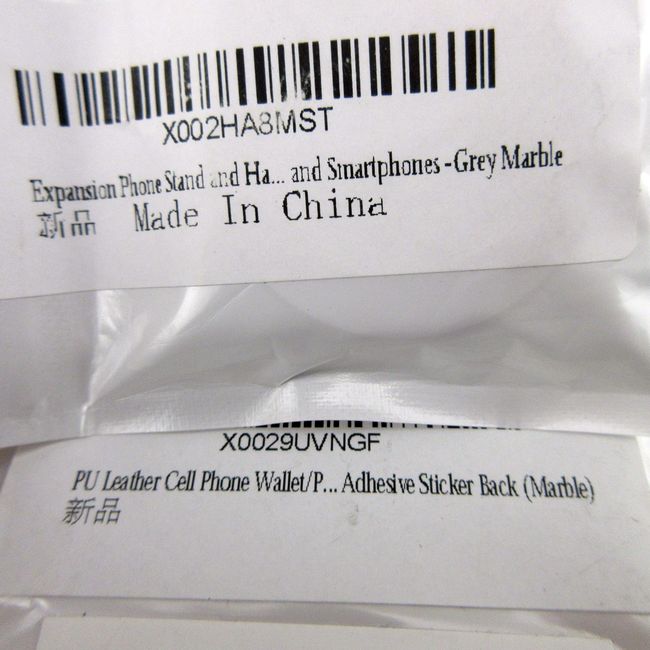 X002HA8MST
Expansion Phone Stand and Ha... and Smartphones - Grey Marble
新品 Made In China
X0029UVNGF
PU Leather Cell Phone Wallet/P... Adhesive Sticker Back (Marble)
新品